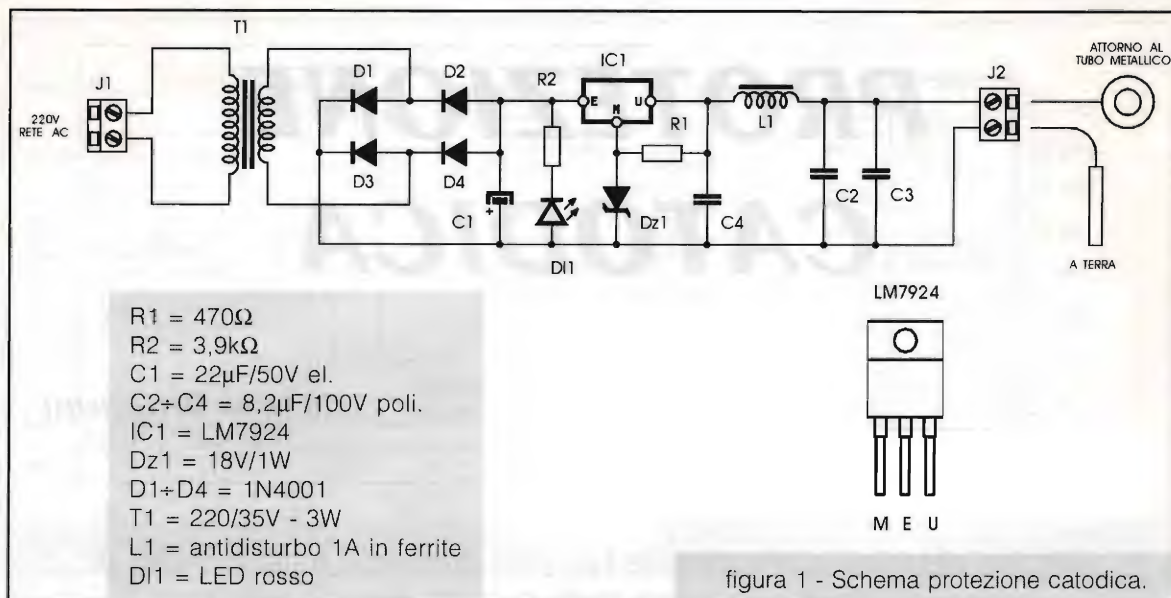 T1
J1
220V
RETE AC
D1
D2
D3
D4
C1
+
R2
DI1
IC1
E
M
U
R1
Dz1
C4
L1
C2
C3
J2
ATTORNO AL
TUBO METALLICO
A TERRA
R1 = 470Ω
R2 = 3,9kΩ
C1 = 22µF/50V el.
C2÷C4 = 8,2µF/100V poli.
IC1 = LM7924
Dz1 = 18V/1W
D1÷D4 = 1N4001
T1 = 220/35V - 3W
L1 = antidisturbo 1A in ferrite
DI1 = LED rosso
LM7924
M E U
figura 1 - Schema protezione catodica.